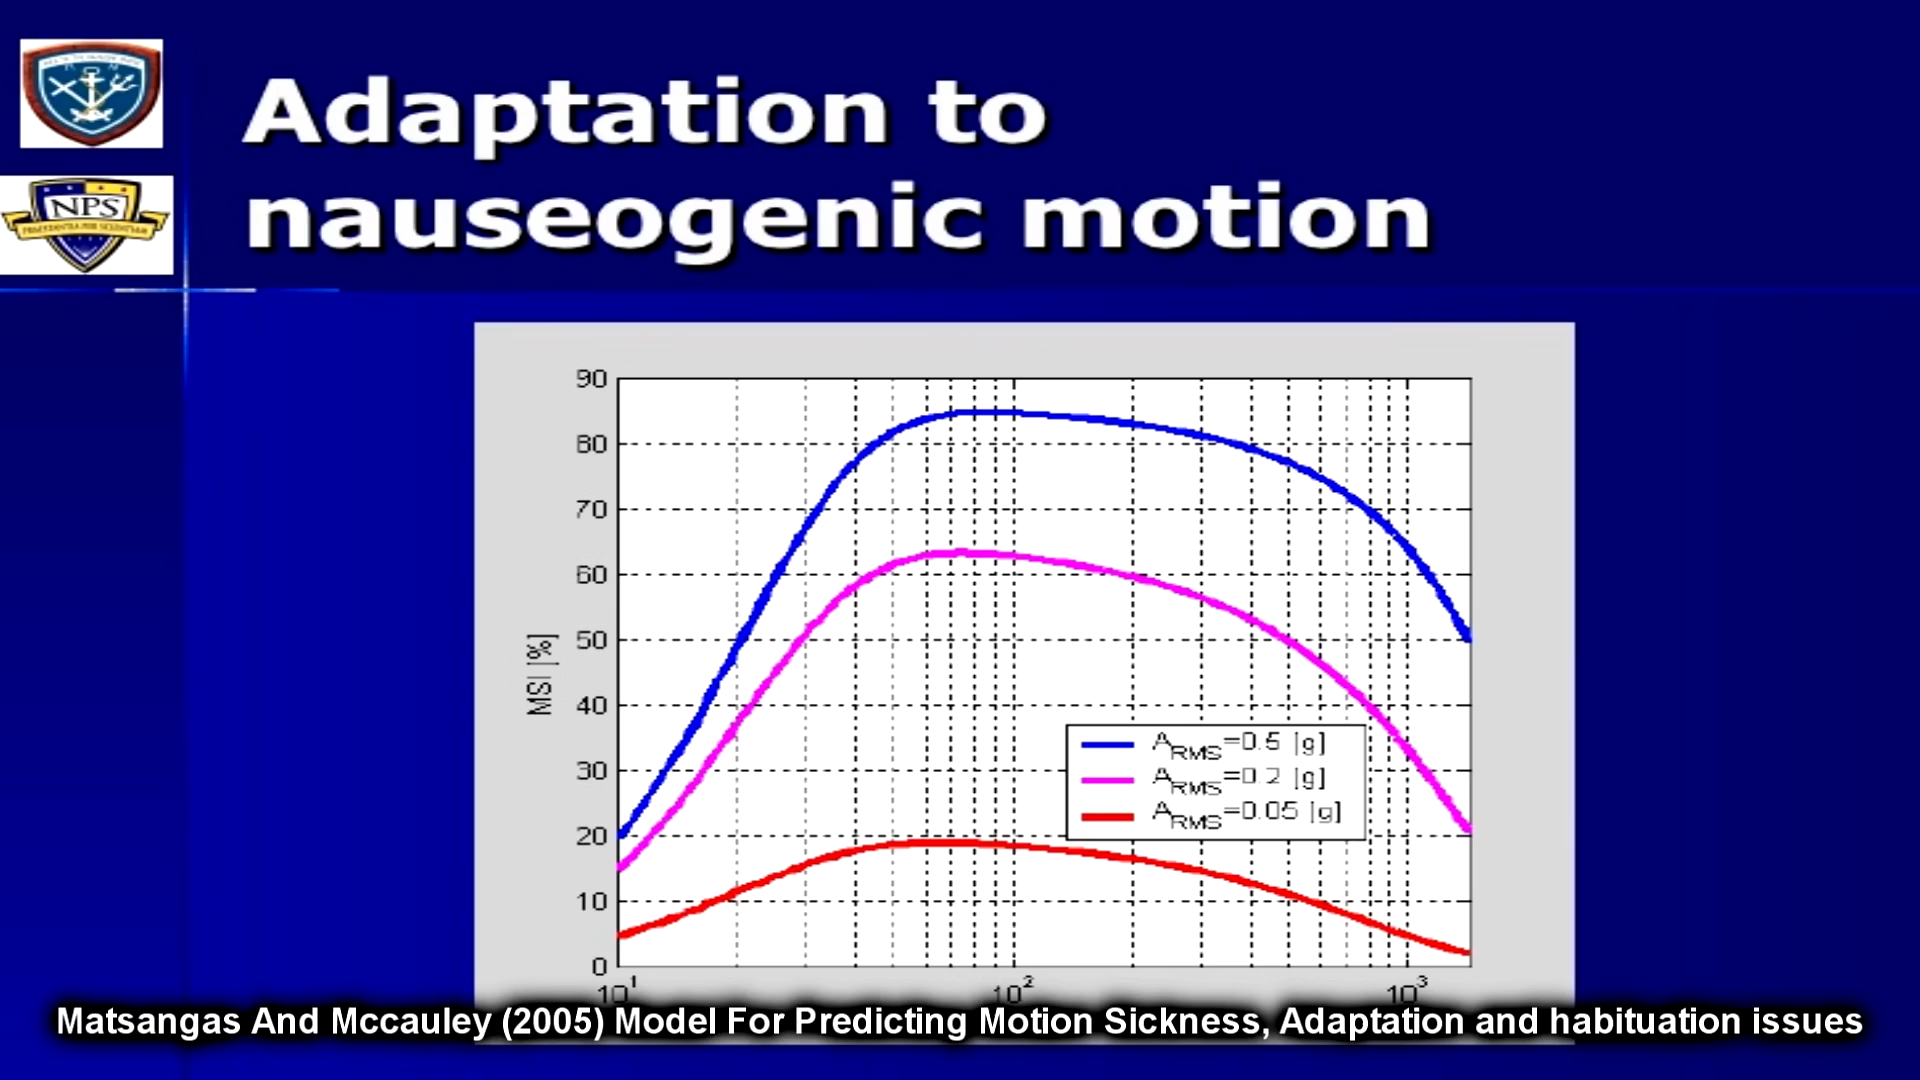 Adaptation to
nauseogenic motion
NPS
90
80
70
60
50
40
30
20
10
0
MSI [%]
A_RMS=0.5 [g]
A_RMS=0.2 [g]
A_RMS=0.05 [g]
10^1 10^2 10^3
Matsangas And Mccauley (2005) Model For Predicting Motion Sickness, Adaptation and habituation issues